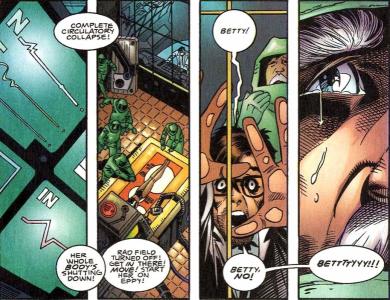 COMPLETE
CIRCULATORY
COLLAPSE!
N
IN
HER
WHOLE
BODY'S
SHUTTING
DOWN!
RAD FIELD
TURNED OFF!
GET IN THERE!
MOVE! START
HER ON
EPPY!
BETTY!
BETTY,
NO!
BETTTYYYY!!!